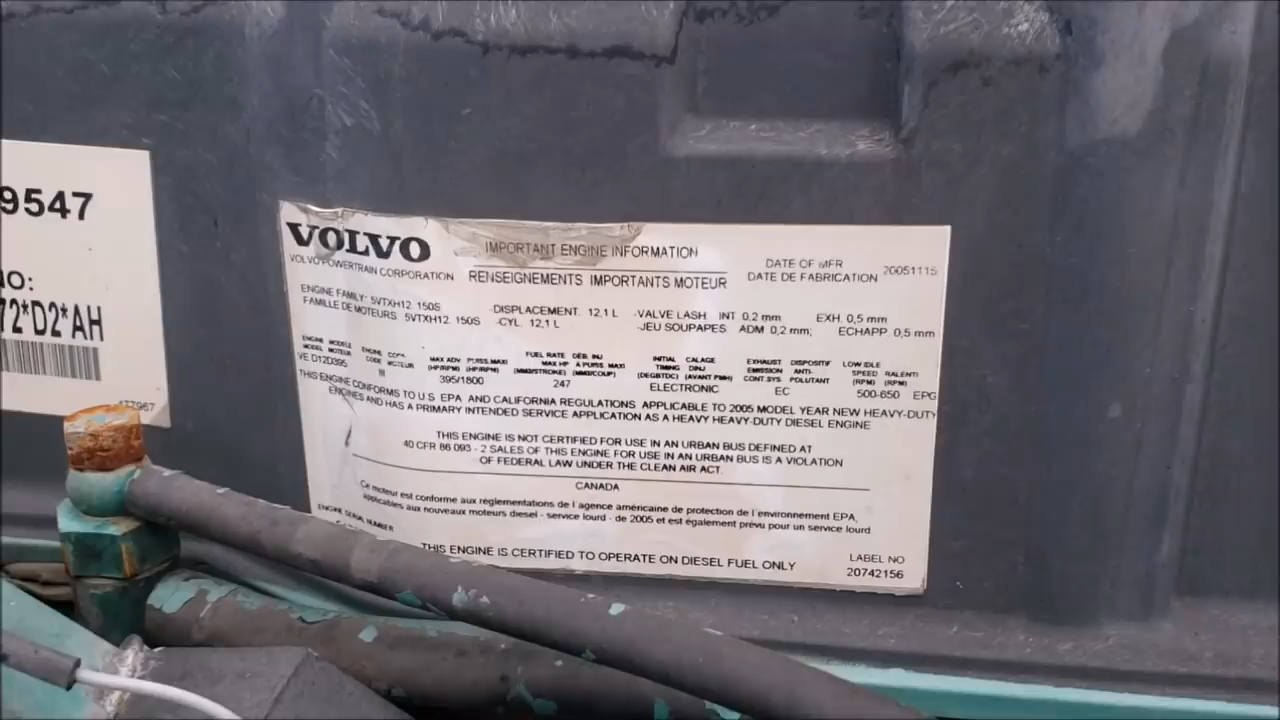 9547
NO:
72*D2*AH
477967
VOLVO
VOLVO POWERTRAIN CORPORATION
IMPORTANT ENGINE INFORMATION
RENSEIGNEMENTS IMPORTANTS MOTEUR
DATE OF MFR
DATE DE FABRICATION
20051115
ENGINE FAMILY: 5VTXH12. 150S
FAMILLE DE MOTEURS. 5VTXH12. 150S
-DISPLACEMENT. 12,1 L
-CYL. 12,1 L
-VALVE LASH INT 0,2 mm EXH. 0,5 mm
-JEU SOUPAPES. ADM 0,2 mm; ECHAPP. 0,5 mm
ENGINE MODELE
MODEL MOTEUR
VE D12D395
ENGINE
CODE MOTEUR
MAX ADV PUISS.MAXI
(HP/RPM) (HP/RPM)
395/1800
FUEL RATE DEB. INJ
MAX HP A PUISS. MAXI
(MM3/STROKE) (MM3/COUP)
247
INITIAL CALAGE
TIMING DINJ
(DEGBTDC) (AVANT PMH)
ELECTRONIC
EXHAUST DISPOSITIF
EMISSION ANTI-
CONT.SYS POLUTANT
EC
LOW IDLE
SPEED RALENTI
(RPM) (RPM)
500-650 EPG
THIS ENGINE CONFORMS TO U.S EPA AND CALIFORNIA REGULATIONS APPLICABLE TO 2005 MODEL YEAR NEW HEAVY-DUTY
ENGINES AND HAS A PRIMARY INTENDED SERVICE APPLICATION AS A HEAVY HEAVY-DUTY DIESEL ENGINE
THIS ENGINE IS NOT CERTIFIED FOR USE IN AN URBAN BUS DEFINED AT
40 CFR 86 093 - 2 SALES OF THIS ENGINE FOR USE IN AN URBAN BUS IS A VIOLATION
OF FEDERAL LAW UNDER THE CLEAN AIR ACT.
CANADA
Ce moteur est conforme aux réglementations de l'agence américaine de protection de l'environnement EPA,
applicables aux nouveaux moteurs diesel - service lourd - de 2005 et est également prévu pour un service lourd
ENGINE SERIAL NUMBER
THIS ENGINE IS CERTIFIED TO OPERATE ON DIESEL FUEL ONLY
LABEL NO
20742156